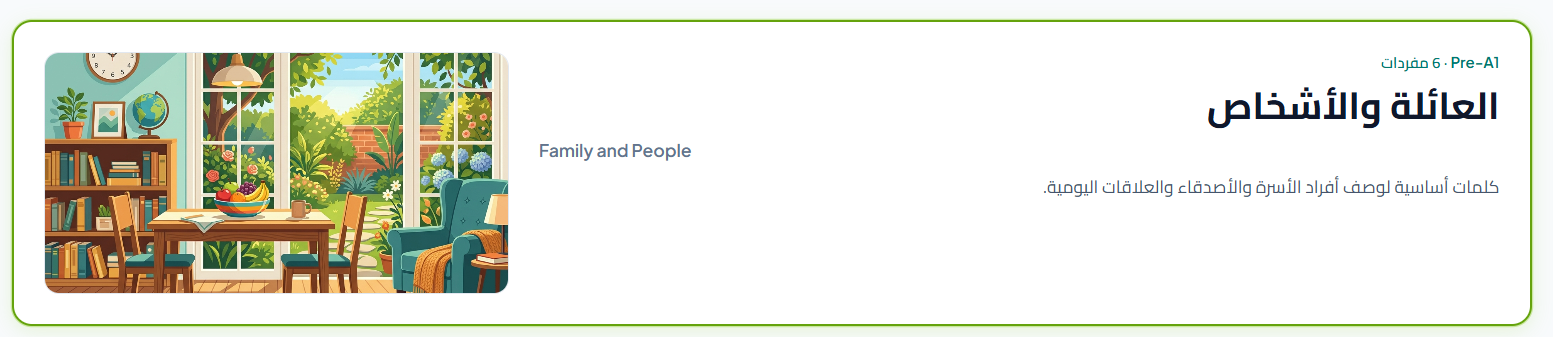 Pre-A1 · 6 مفردات
العائلة والأشخاص
Family and People
كلمات أساسية لوصف أفراد الأسرة والأصدقاء والعلاقات اليومية.